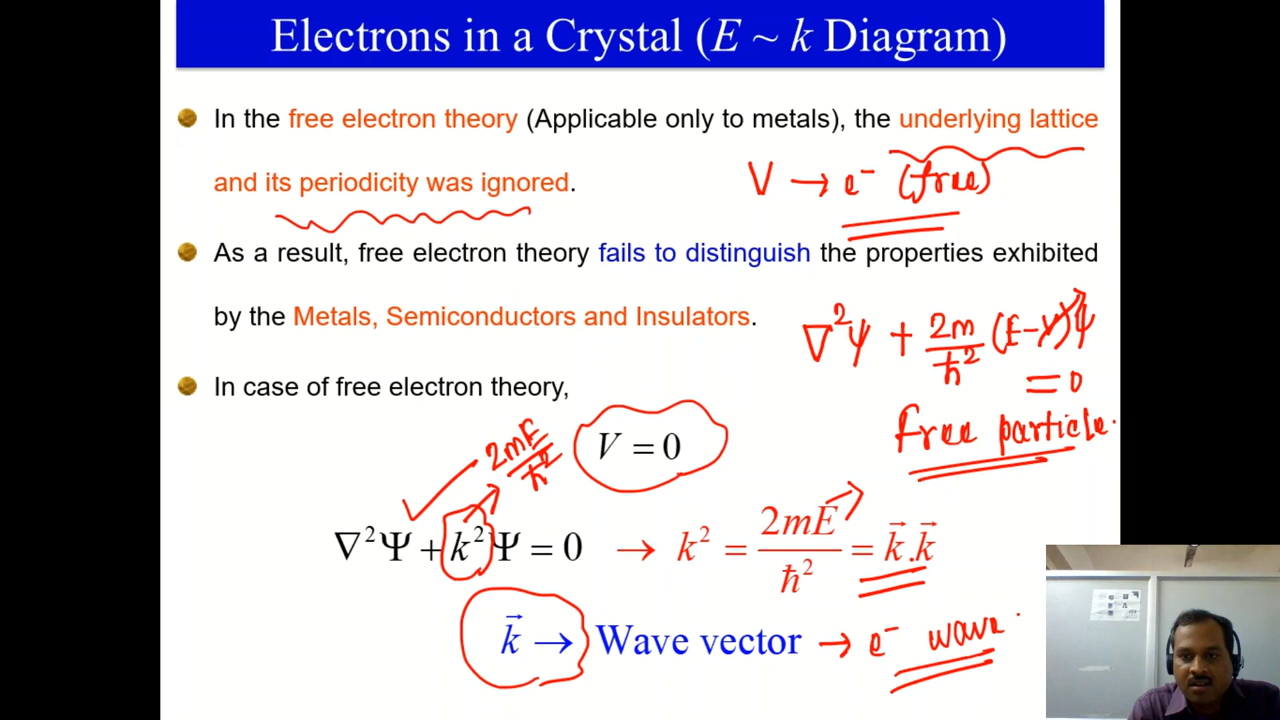 Electrons in a Crystal (E ~ k Diagram)
In the free electron theory (Applicable only to metals), the underlying lattice
and its periodicity was ignored.
V → e⁻ (free)
As a result, free electron theory fails to distinguish the properties exhibited
by the Metals, Semiconductors and Insulators.
∇²ψ + 2m/ħ² (E-V)ψ
= 0
In case of free electron theory,
free particle.
2mE/ħ²
V = 0
∇²Ψ + k²Ψ = 0 → k² = 2mE/ħ² = k⃗.k⃗
k⃗ → Wave vector → e⁻ wave.